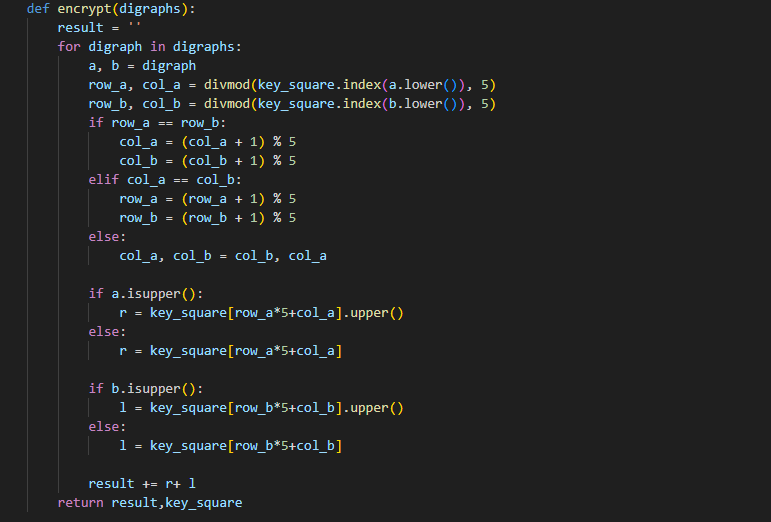 def encrypt(digraphs):
    result = ''
    for digraph in digraphs:
        a, b = digraph
        row_a, col_a = divmod(key_square.index(a.lower()), 5)
        row_b, col_b = divmod(key_square.index(b.lower()), 5)
        if row_a == row_b:
            col_a = (col_a + 1) % 5
            col_b = (col_b + 1) % 5
        elif col_a == col_b:
            row_a = (row_a + 1) % 5
            row_b = (row_b + 1) % 5
        else:
            col_a, col_b = col_b, col_a

        if a.isupper():
            r = key_square[row_a*5+col_a].upper()
        else:
            r = key_square[row_a*5+col_a]

        if b.isupper():
            l = key_square[row_b*5+col_b].upper()
        else:
            l = key_square[row_b*5+col_b]

        result += r+ l
    return result,key_square